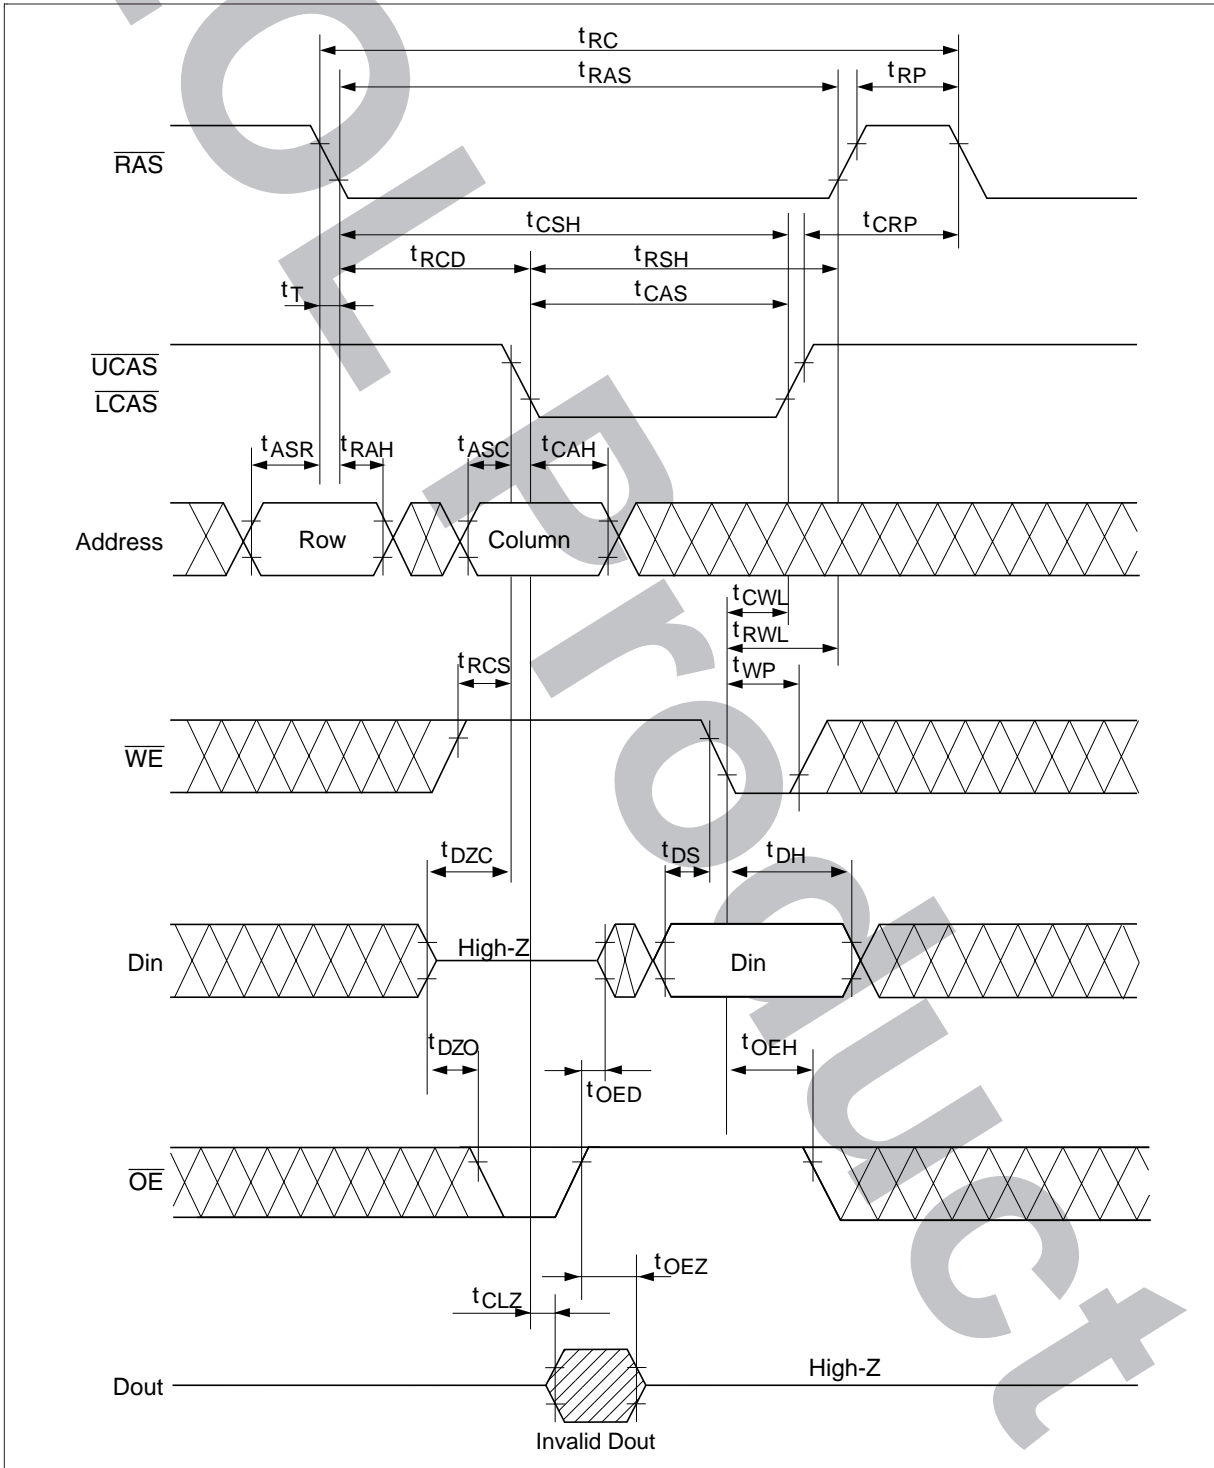 tRC
tRAS
tRP
RAS
tCSH
tCRP
tRCD
tRSH
tT
tCAS
UCAS
LCAS
tASR
tRAH
tASC
tCAH
Address
Row
Column
tCWL
tRWL
tRCS
tWP
WE
tDZC
tDS
tDH
Din
High-Z
Din
tDZO
tOED
tOEH
OE
tOEZ
tCLZ
Dout
High-Z
Invalid Dout
OL Product